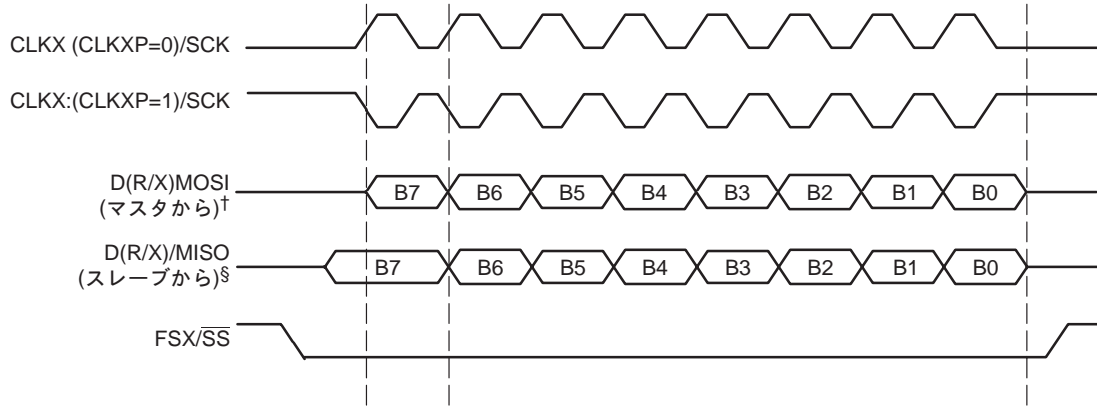 CLKX (CLKXP=0)/SCK
CLKX:(CLKXP=1)/SCK
D(R/X)MOSI
(マスタから)†
B7 B6 B5 B4 B3 B2 B1 B0
D(R/X)/MISO
(スレーブから)§
B7 B6 B5 B4 B3 B2 B1 B0
FSX/S̅S̅